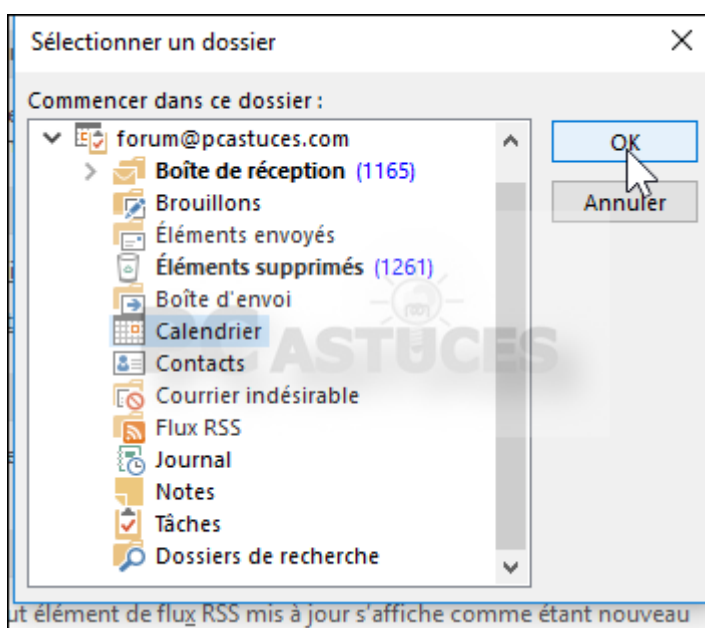 Sélectionner un dossier
Commencer dans ce dossier :
forum@pcastuces.com
Boîte de réception (1165)
Brouillons
Éléments envoyés
Éléments supprimés (1261)
Boîte d'envoi
Calendrier
Contacts
Courrier indésirable
Flux RSS
Journal
Notes
Tâches
Dossiers de recherche
OK
Annuler
PC ASTUCES
ut élément de flux RSS mis à jour s'affiche comme étant nouveau